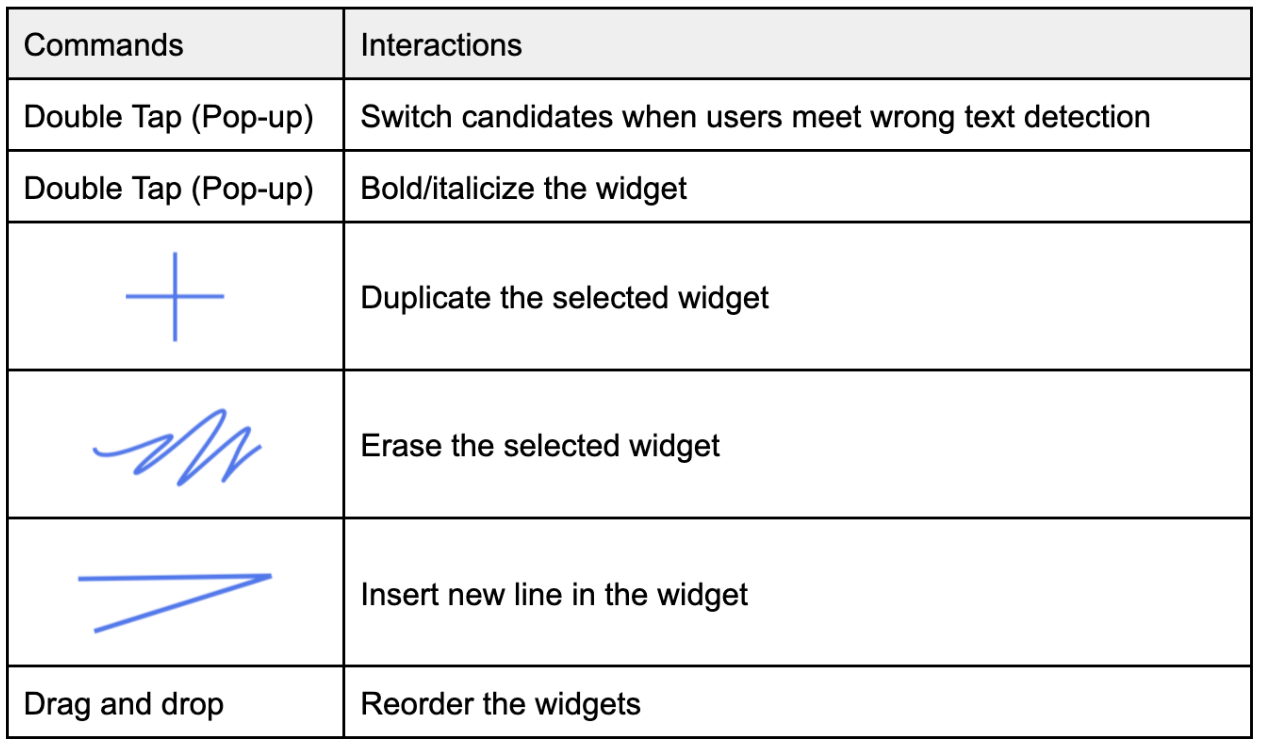 Commands
Interactions
Double Tap (Pop-up)
Switch candidates when users meet wrong text detection
Double Tap (Pop-up)
Bold/italicize the widget
Duplicate the selected widget
Erase the selected widget
Insert new line in the widget
Drag and drop
Reorder the widgets